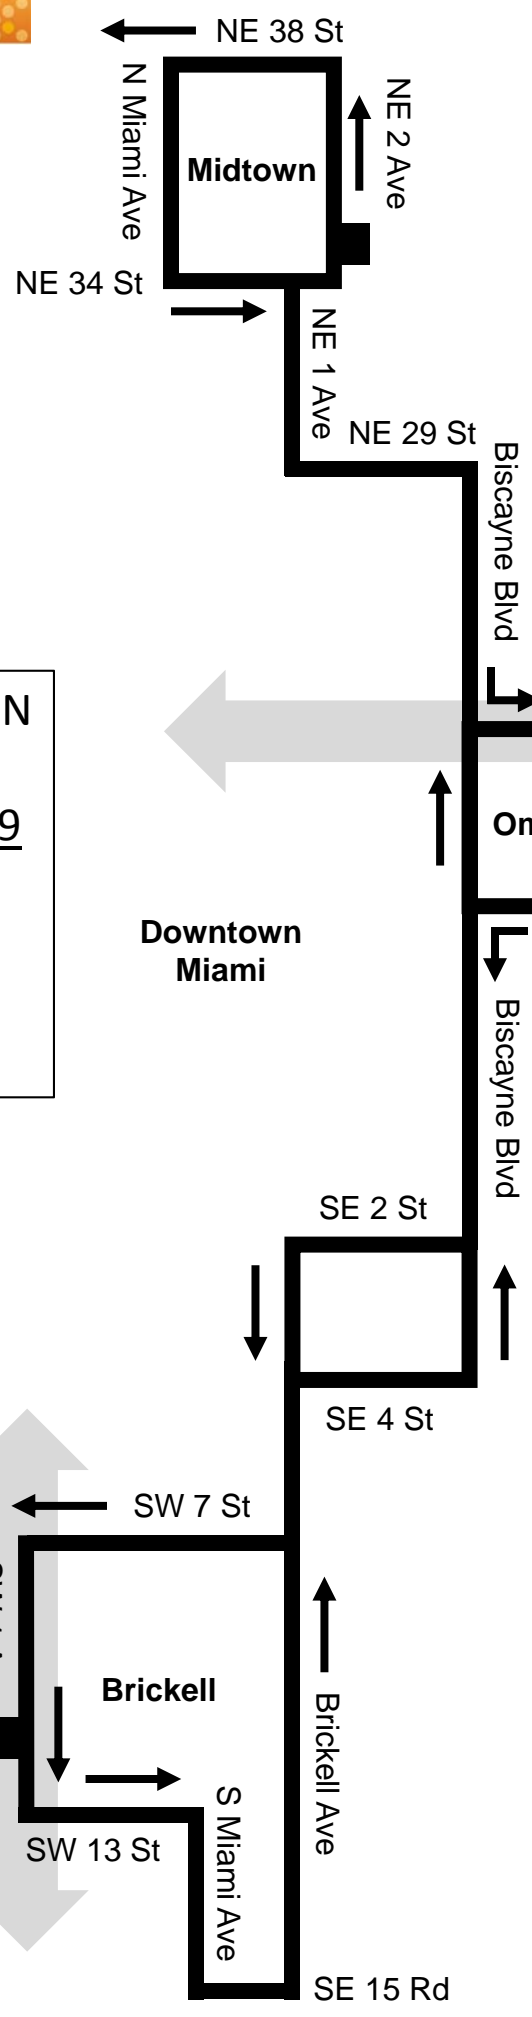 NE 38 St
N Miami Ave
NE 2 Ave
Midtown
NE 34 St
NE 1 Ave
NE 29 St
Biscayne Blvd
N
9
Downtown
Miami
Biscayne Blvd
SE 2 St
SE 4 St
SW 7 St
Brickell
Brickell Ave
S Miami Ave
SW 13 St
SE 15 Rd